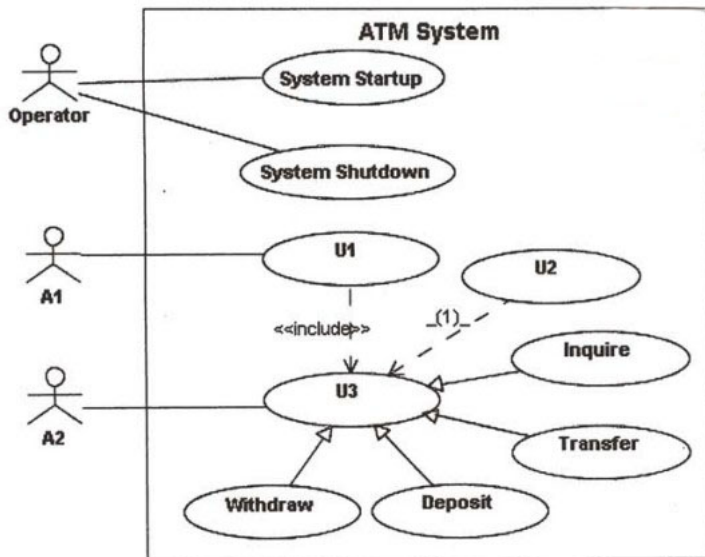 ATM System
System Startup
Operator
System Shutdown
U1
A1
U2
<<include>>
_(1)_
Inquire
U3
A2
Transfer
Withdraw
Deposit